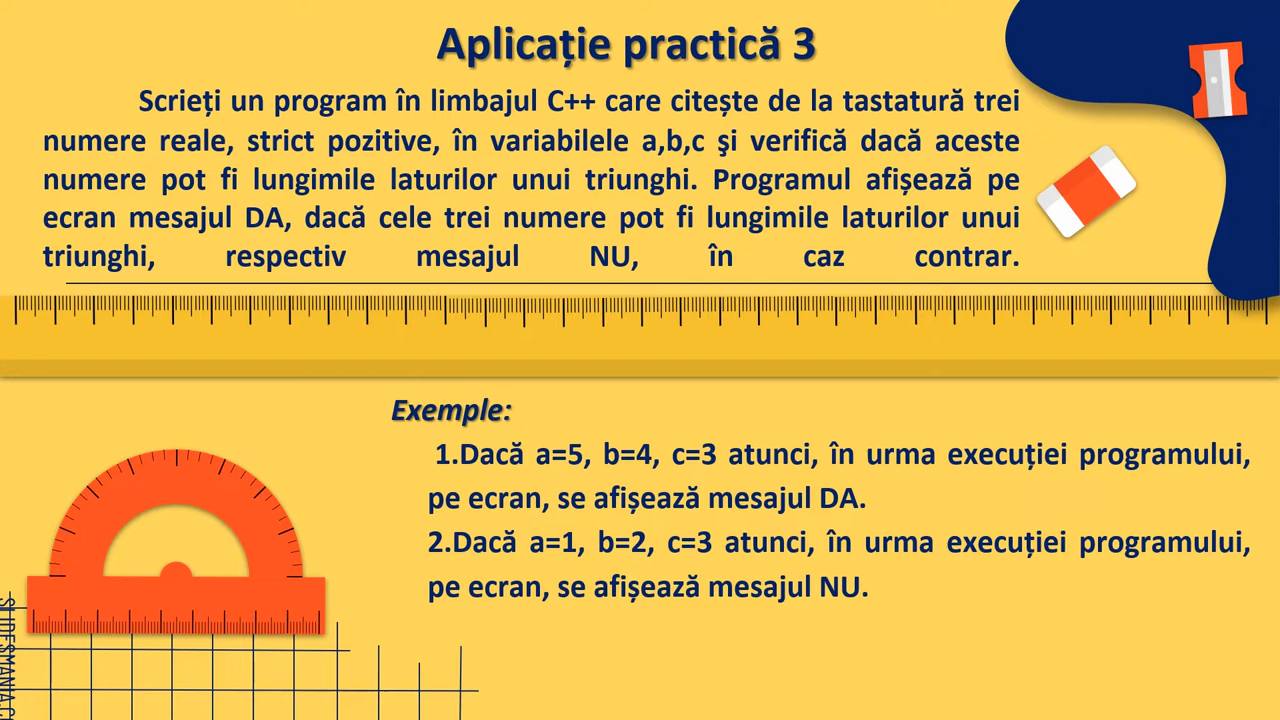 Aplicație practică 3
Scrieți un program în limbajul C++ care citește de la tastatură trei
numere reale, strict pozitive, în variabilele a,b,c şi verifică dacă aceste
numere pot fi lungimile laturilor unui triunghi. Programul afișează pe
ecran mesajul DA, dacă cele trei numere pot fi lungimile laturilor unui
triunghi, respectiv mesajul NU, în caz contrar.
Exemple:
1.Dacă a=5, b=4, c=3 atunci, în urma execuției programului,
pe ecran, se afișează mesajul DA.
2.Dacă a=1, b=2, c=3 atunci, în urma execuției programului,
pe ecran, se afișează mesajul NU.